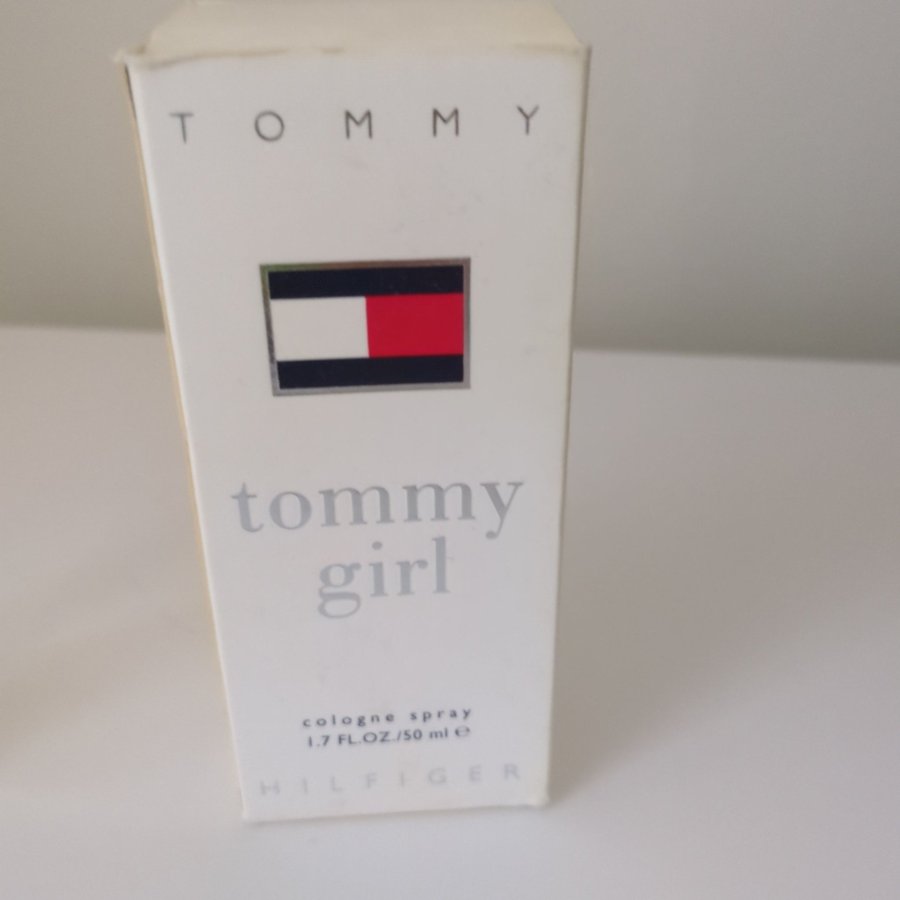 TOMMY
tommy
girl
cologne spray
1.7 FL.OZ./50 ml ℮
HILFIGER